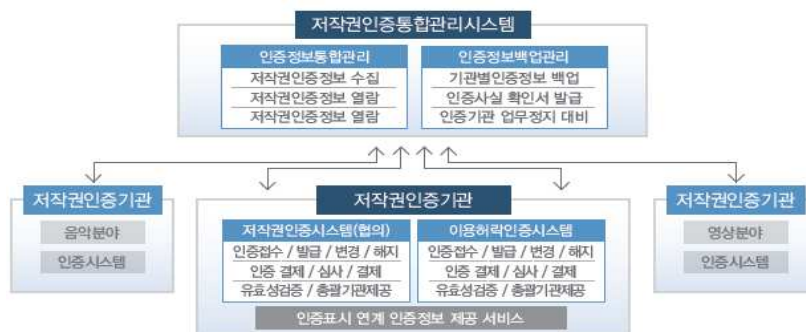 저작권인증통합관리시스템
인증정보통합관리
저작권인증정보 수집
저작권인증정보 열람
저작권인증정보 열람
인증정보백업관리
기관별인증정보 백업
인증사실 확인서 발급
인증기관 업무정지 대비
저작권인증기관
음악분야
인증시스템
저작권인증기관
저작권인증시스템(협의)
인증접수 / 발급 / 변경 / 해지
인증 결제 / 심사 / 결제
유효성검증 / 총괄기관제공
이용허락인증시스템
인증접수 / 발급 / 변경 / 해지
인증 결제 / 심사 / 결제
유효성검증 / 총괄기관제공
인증표시 연계 인증정보 제공 서비스
저작권인증기관
영상분야
인증시스템